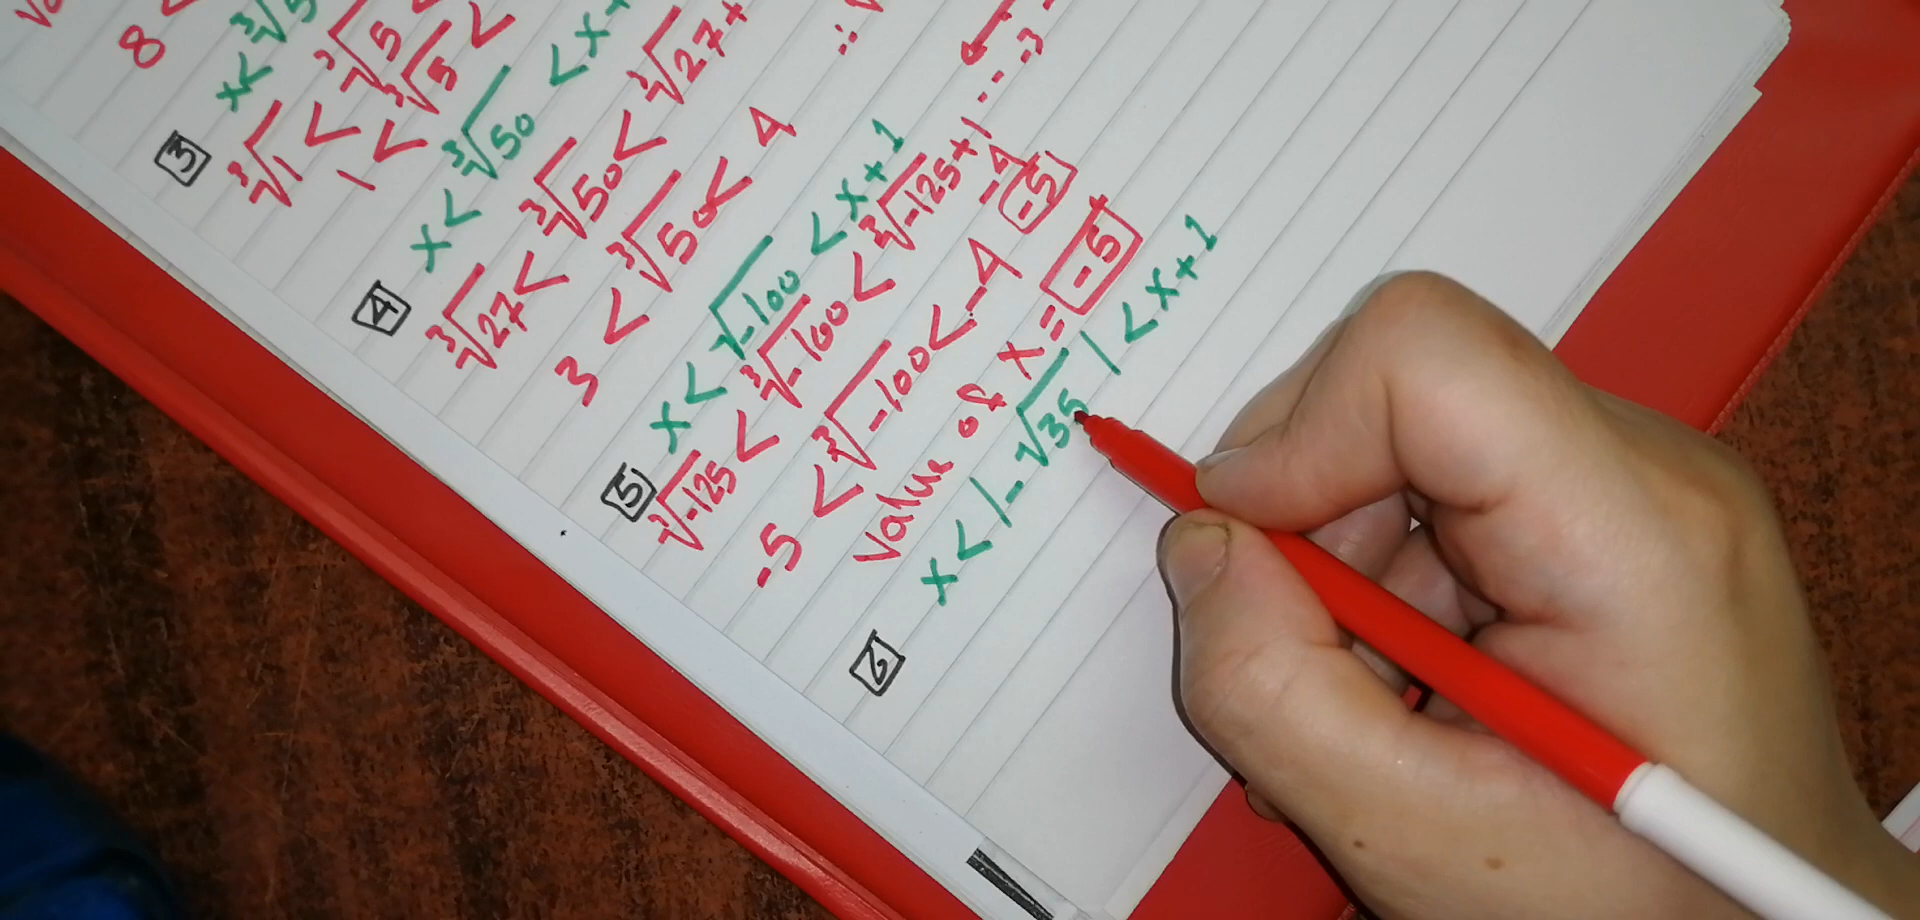 8 <
3 x < ∛5
∛1 < ∛5 <
1 < ∛5 <
4 x < ∛50 < x+
∛27 < ∛50 < ∛27+
3 < ∛50 < 4
5 x < √-100 < x+1
∛-125 < ∛-100 < ∛-125+1
-5 < ∛-100 < -4
-4
-5
Value of x = -5
6 x < |-√35| < x+1